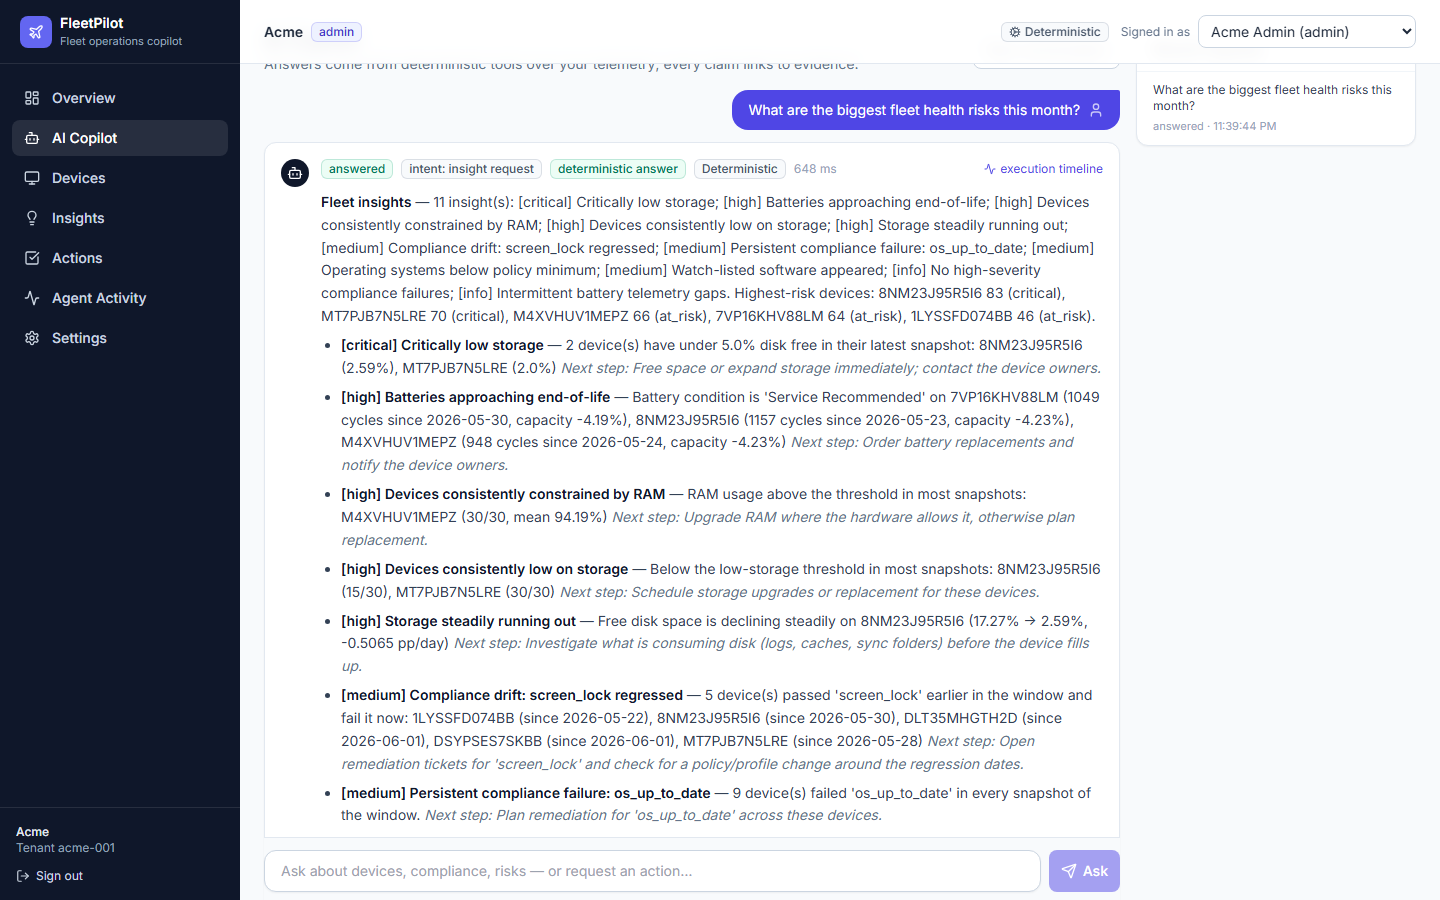 FleetPilot
Fleet operations copilot
Overview
AI Copilot
Devices
Insights
Actions
Agent Activity
Settings
Acme
Tenant acme-001
Sign out
Acme
admin
Deterministic
Signed in as
Acme Admin (admin)
Answers come from deterministic tools over your telemetry; every claim links to evidence.
What are the biggest fleet health risks this month?
answered
intent: insight request
deterministic answer
Deterministic
648 ms
execution timeline
Fleet insights — 11 insight(s): [critical] Critically low storage; [high] Batteries approaching end-of-life; [high] Devices
consistently constrained by RAM; [high] Devices consistently low on storage; [high] Storage steadily running out;
[medium] Compliance drift: screen_lock regressed; [medium] Persistent compliance failure: os_up_to_date; [medium]
Operating systems below policy minimum; [medium] Watch-listed software appeared; [info] No high-severity
compliance failures; [info] Intermittent battery telemetry gaps. Highest-risk devices: 8NM23J95R5I6 83 (critical),
MT7PJB7N5LRE 70 (critical), M4XVHUV1MEPZ 66 (at_risk), 7VP16KHV88LM 64 (at_risk), 1LYSSFD074BB 46 (at_risk).
[critical] Critically low storage — 2 device(s) have under 5.0% disk free in their latest snapshot: 8NM23J95R5I6
(2.59%), MT7PJB7N5LRE (2.0%) Next step: Free space or expand storage immediately; contact the device owners.
[high] Batteries approaching end-of-life — Battery condition is 'Service Recommended' on 7VP16KHV88LM (1049
cycles since 2026-05-30, capacity -4.19%), 8NM23J95R5I6 (1157 cycles since 2026-05-23, capacity -4.23%),
M4XVHUV1MEPZ (948 cycles since 2026-05-24, capacity -4.23%) Next step: Order battery replacements and
notify the device owners.
[high] Devices consistently constrained by RAM — RAM usage above the threshold in most snapshots:
M4XVHUV1MEPZ (30/30, mean 94.19%) Next step: Upgrade RAM where the hardware allows it, otherwise plan
replacement.
[high] Devices consistently low on storage — Below the low-storage threshold in most snapshots: 8NM23J95R5I6
(15/30), MT7PJB7N5LRE (30/30) Next step: Schedule storage upgrades or replacement for these devices.
[high] Storage steadily running out — Free disk space is declining steadily on 8NM23J95R5I6 (17.27% → 2.59%,
-0.5065 pp/day) Next step: Investigate what is consuming disk (logs, caches, sync folders) before the device fills
up.
[medium] Compliance drift: screen_lock regressed — 5 device(s) passed 'screen_lock' earlier in the window and
fail it now: 1LYSSFD074BB (since 2026-05-22), 8NM23J95R5I6 (since 2026-05-30), DLT35MHGTH2D (since
2026-06-01), DSYPSES7SKBB (since 2026-06-01), MT7PJB7N5LRE (since 2026-05-28) Next step: Open
remediation tickets for 'screen_lock' and check for a policy/profile change around the regression dates.
[medium] Persistent compliance failure: os_up_to_date — 9 device(s) failed 'os_up_to_date' in every snapshot of
the window. Next step: Plan remediation for 'os_up_to_date' across these devices.
Ask about devices, compliance, risks — or request an action...
Ask
What are the biggest fleet health risks this
month?
answered · 11:39:44 PM